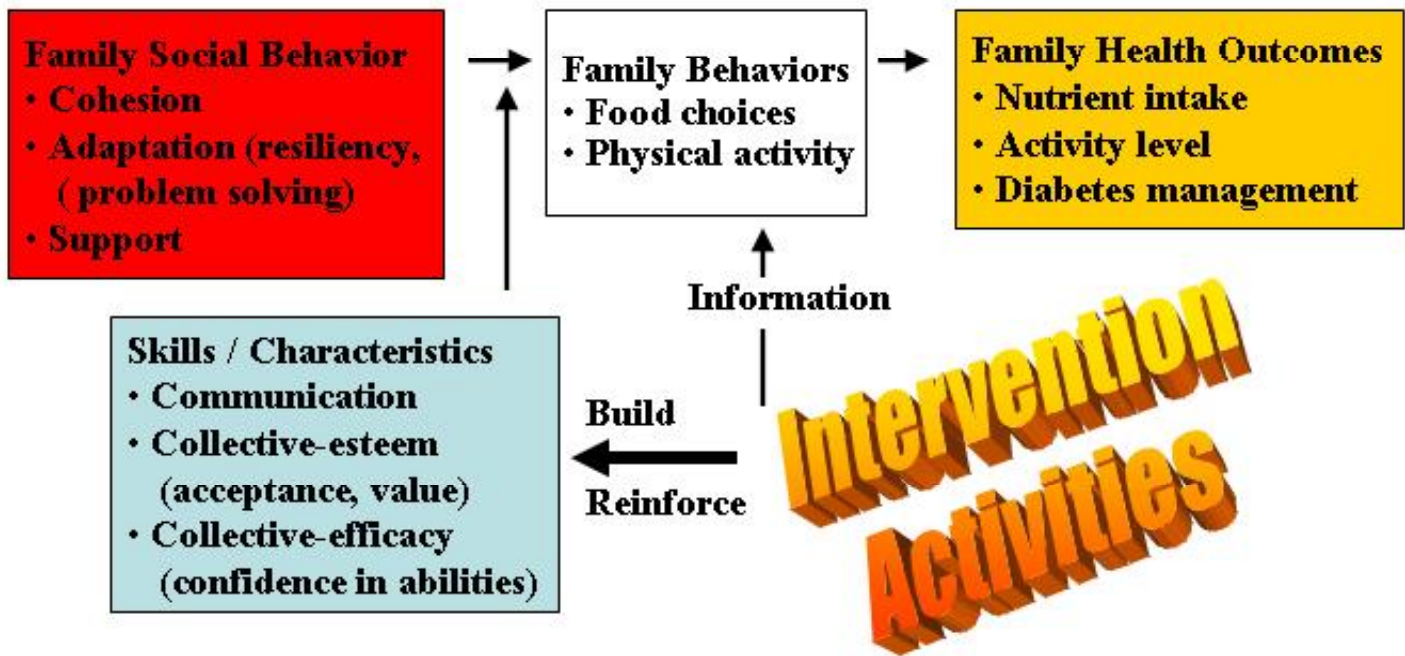 Family Social Behavior
• Cohesion
• Adaptation (resiliency,
( problem solving)
• Support
Family Behaviors
• Food choices
• Physical activity
Family Health Outcomes
• Nutrient intake
• Activity level
• Diabetes management
Information
Skills / Characteristics
• Communication
• Collective-esteem
(acceptance, value)
• Collective-efficacy
(confidence in abilities)
Build
Reinforce
Intervention
Activities